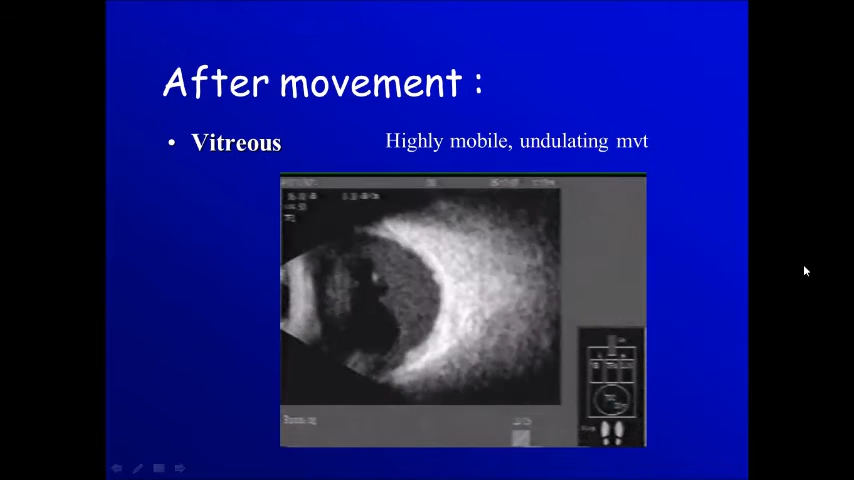 After movement :
• Vitreous
Highly mobile, undulating mvt